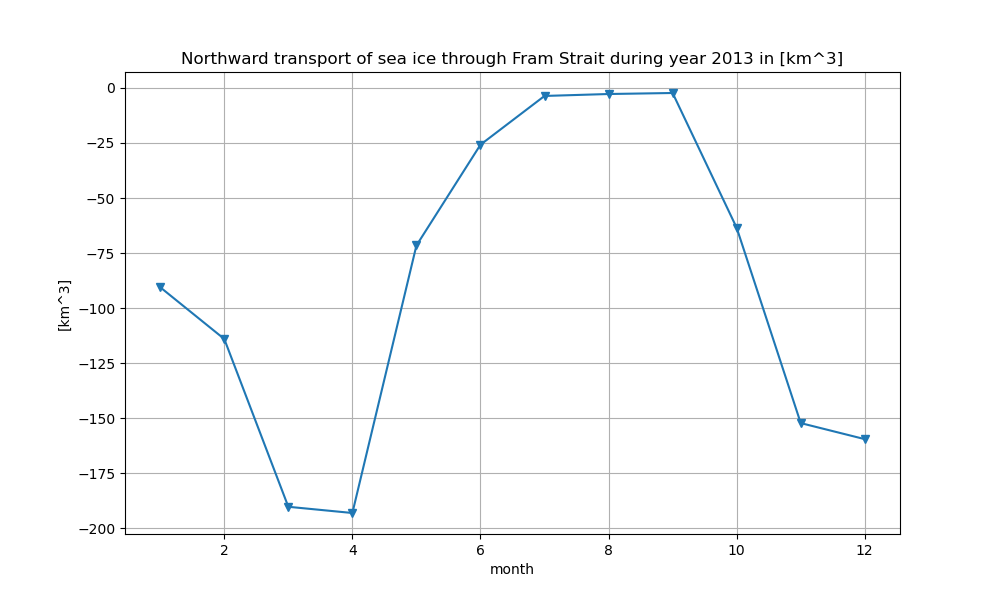 Northward transport of sea ice through Fram Strait during year 2013 in [km^3]
0
−25
−50
−75
−100
−125
−150
−175
−200
[km^3]
2 4 6 8 10 12
month